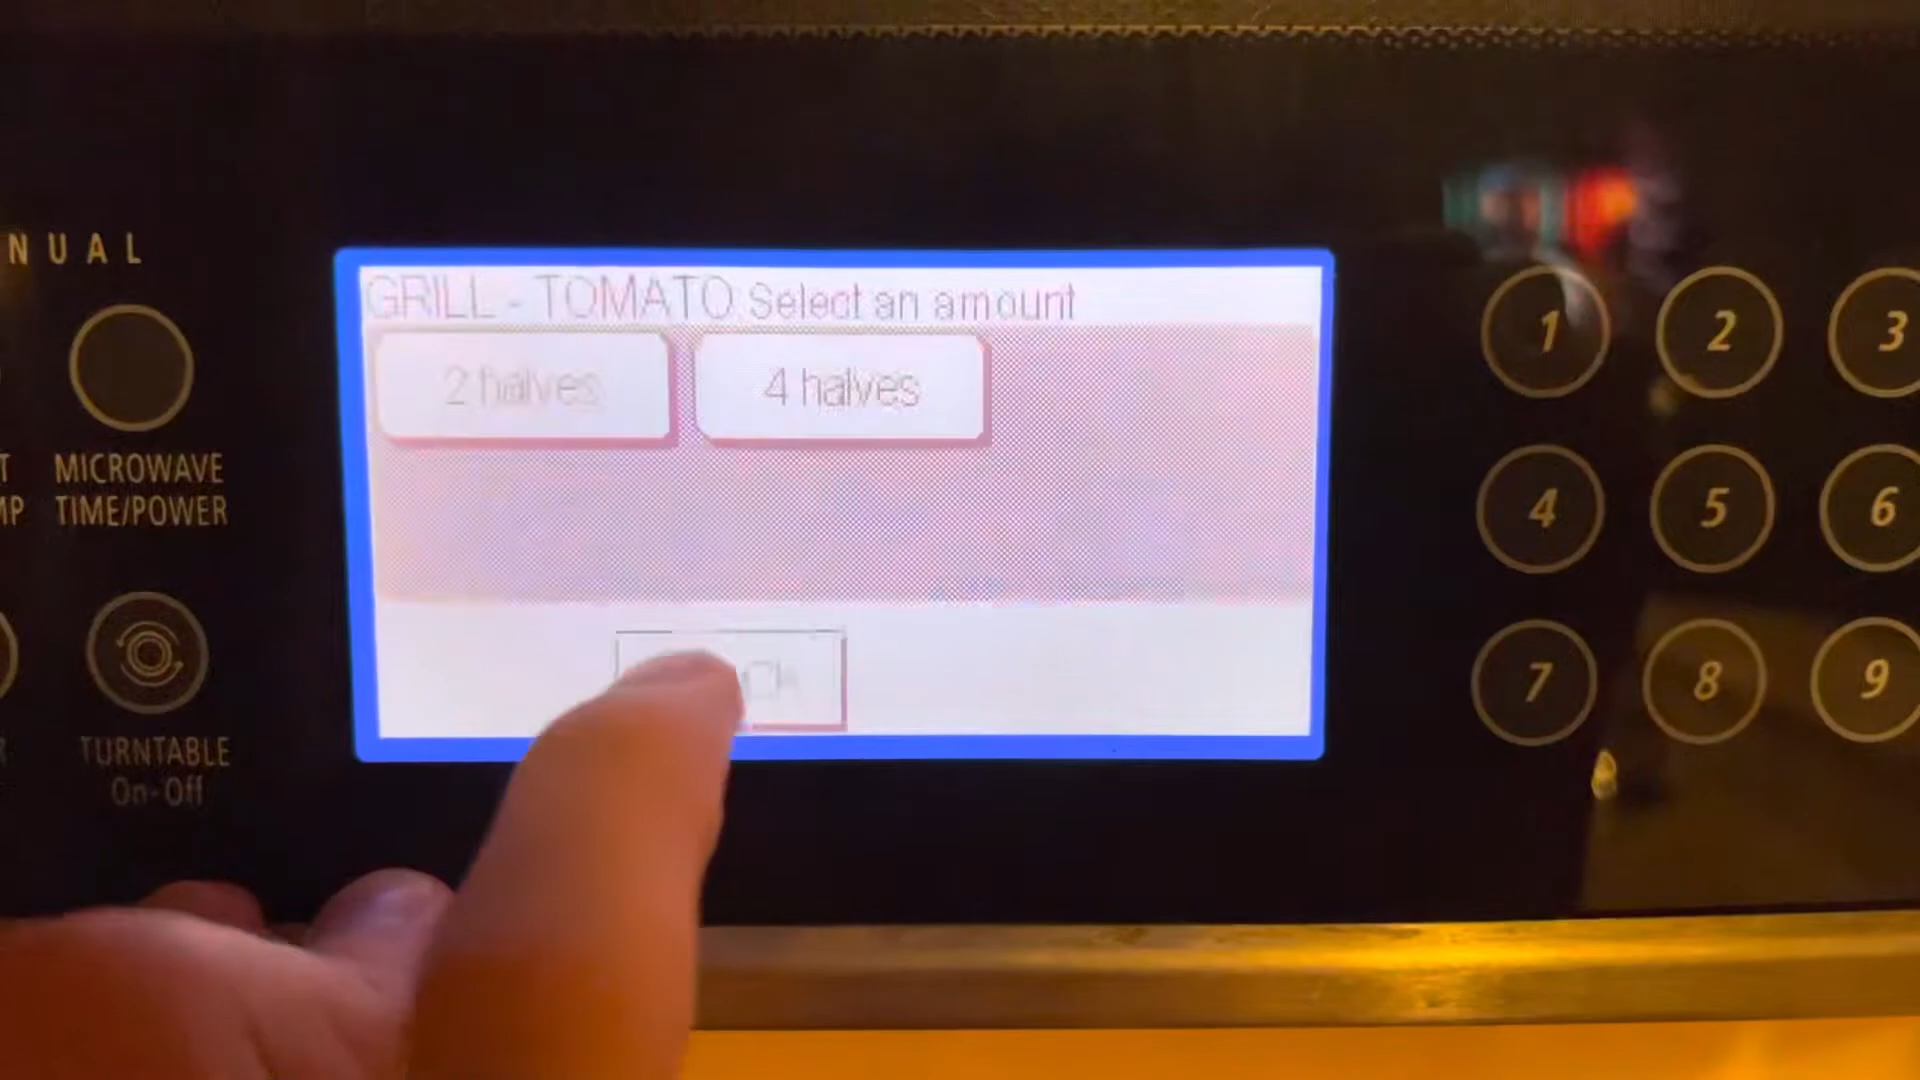 NUAL
GRILL - TOMATO Select an amount
2 halves
4 halves
MICROWAVE
TIME/POWER
TURNTABLE
On-Off
1 2 3
4 5 6
7 8 9